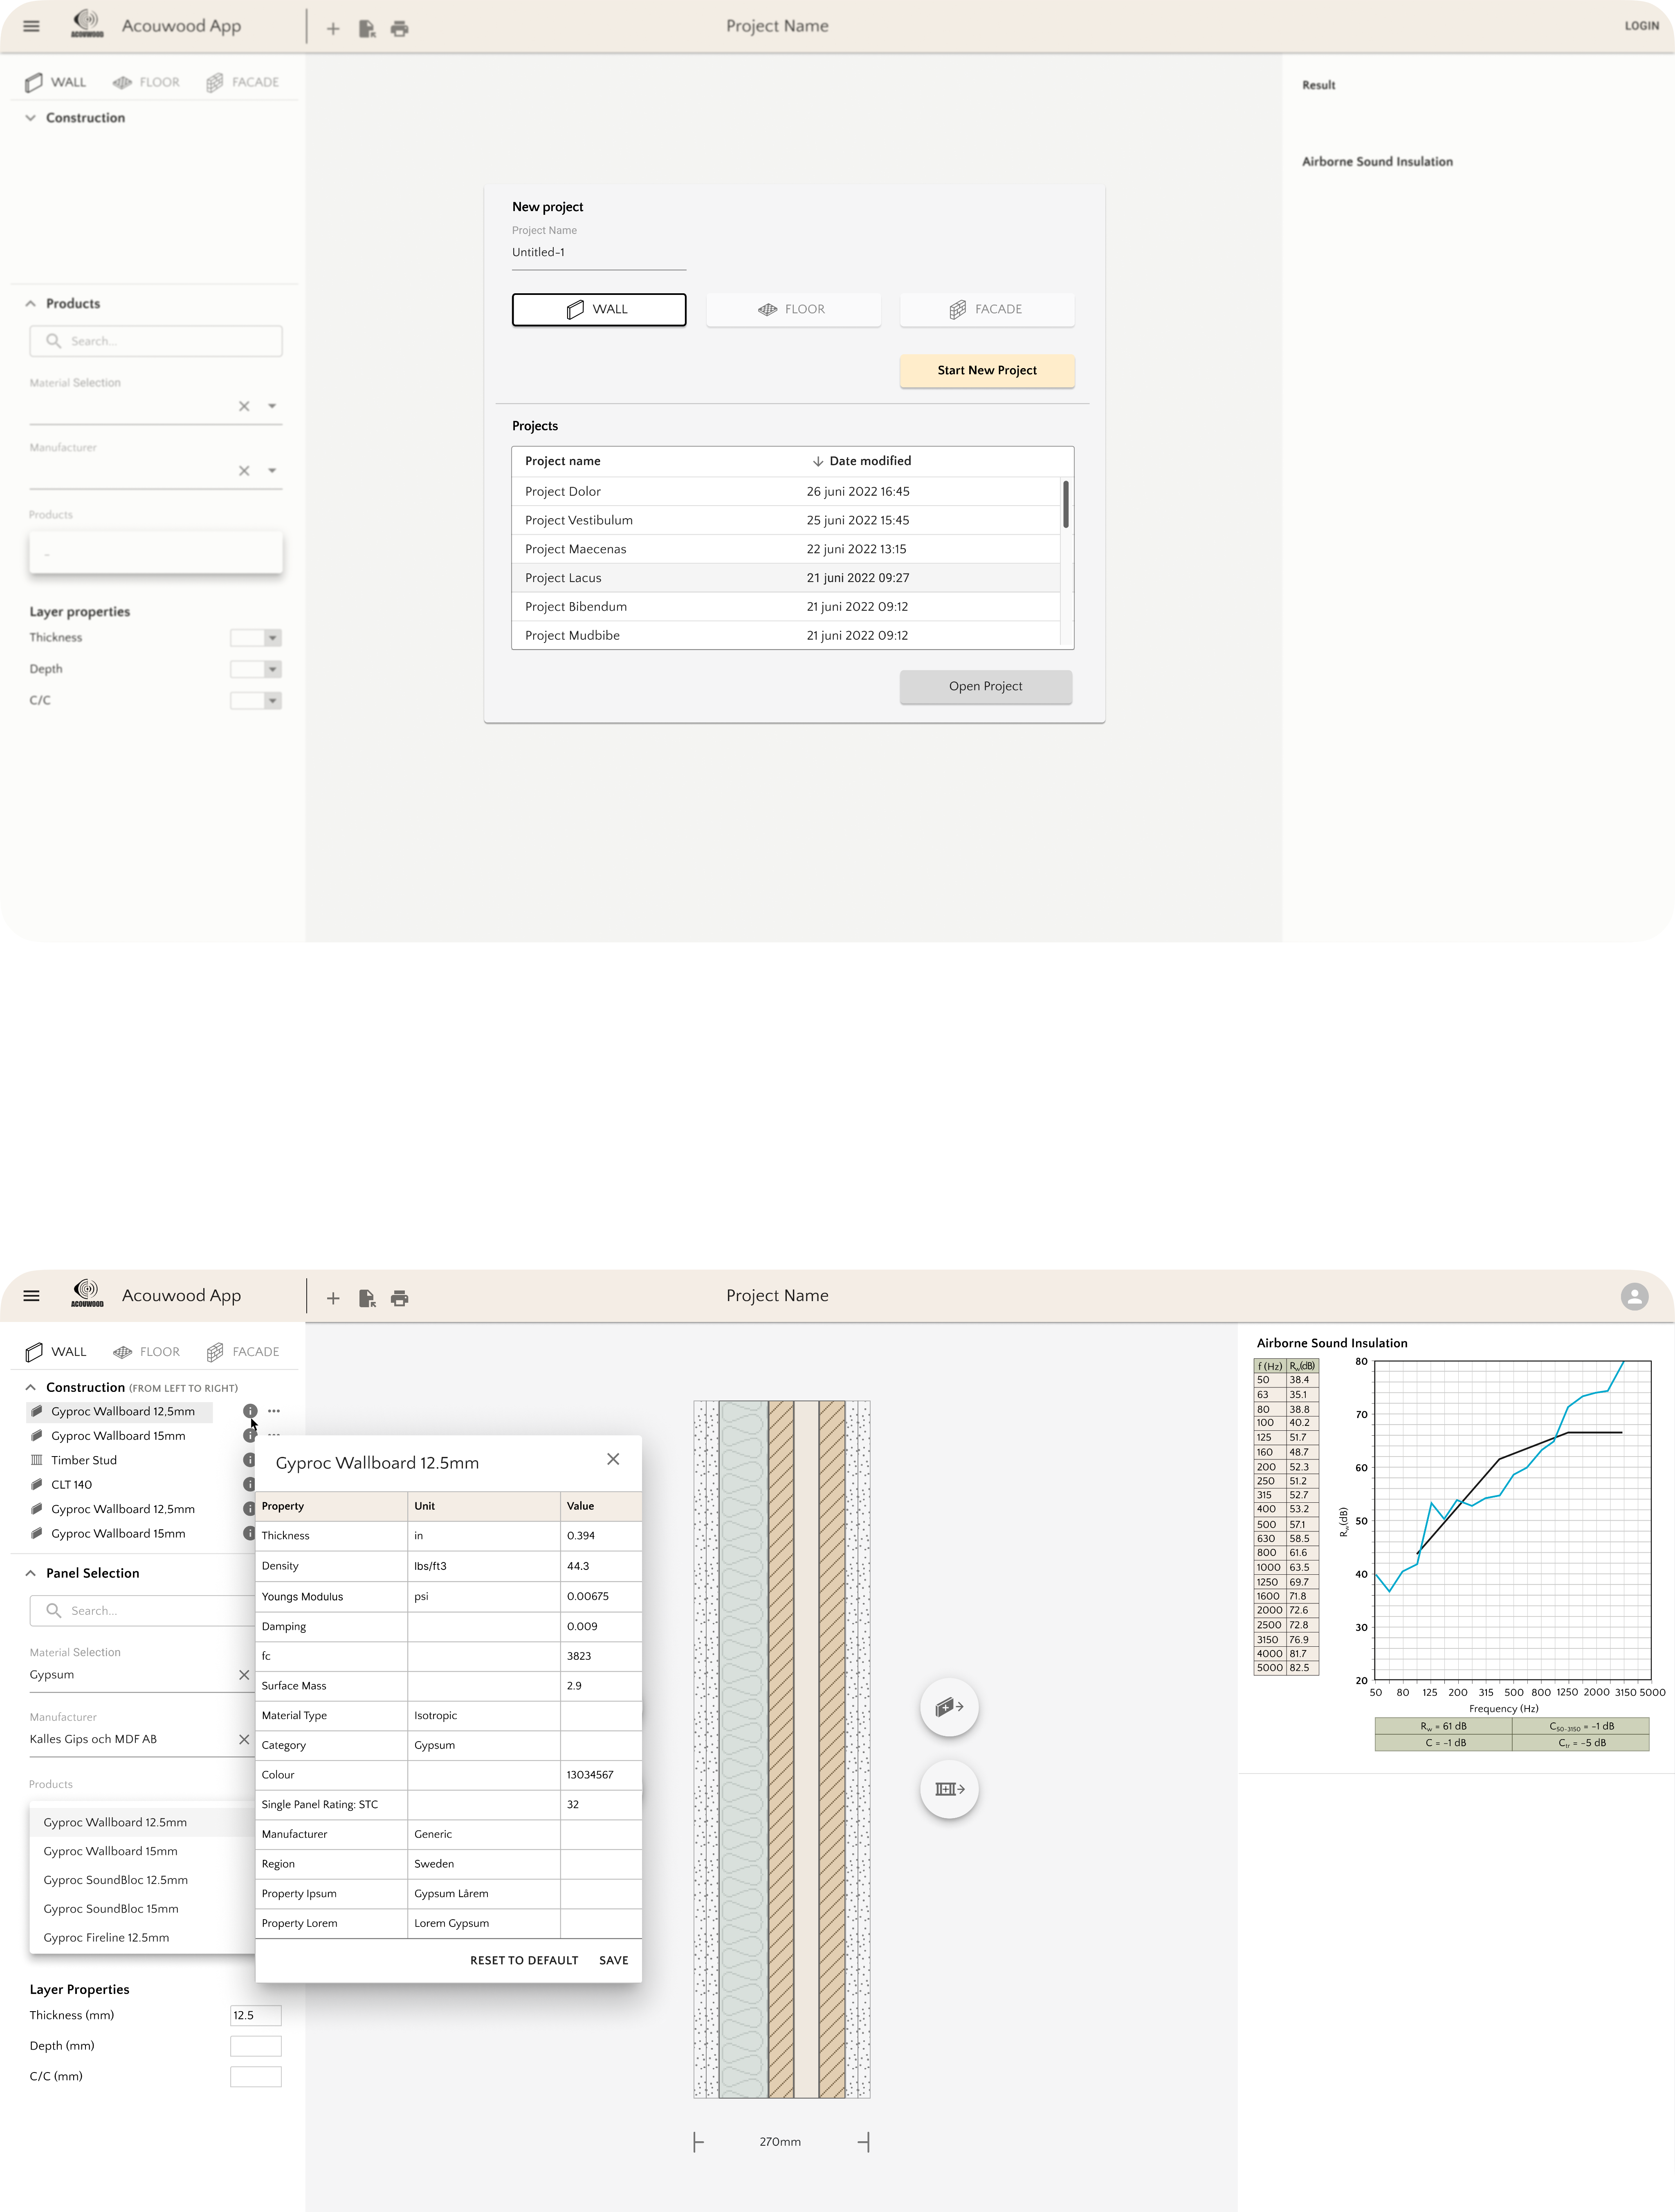 ACOUWOOD
Acouwood App
Project Name
LOGIN
WALL FLOOR FACADE
Construction
Products
Search...
Material Selection
Manufacturer
Products
-
Layer properties
Thickness
Depth
C/C
New project
Project Name
Untitled-1
WALL FLOOR FACADE
Start New Project
Projects
Project name Date modified
Project Dolor 26 juni 2022 16:45
Project Vestibulum 25 juni 2022 15:45
Project Maecenas 22 juni 2022 13:15
Project Lacus 21 juni 2022 09:27
Project Bibendum 21 juni 2022 09:12
Project Mudbibe 21 juni 2022 09:12
Open Project
Result
Airborne Sound Insulation
ACOUWOOD
Acouwood App
Project Name
WALL FLOOR FACADE
Construction (FROM LEFT TO RIGHT)
Gyproc Wallboard 12,5mm
Gyproc Wallboard 15mm
Timber Stud
CLT 140
Gyproc Wallboard 12,5mm
Gyproc Wallboard 15mm
Panel Selection
Search...
Material Selection
Gypsum
Manufacturer
Kalles Gips och MDF AB
Products
Gyproc Wallboard 12.5mm
Gyproc Wallboard 15mm
Gyproc SoundBloc 12.5mm
Gyproc SoundBloc 15mm
Gyproc Fireline 12.5mm
Layer Properties
Thickness (mm) 12.5
Depth (mm)
C/C (mm)
Gyproc Wallboard 12.5mm
Property Unit Value
Thickness in 0.394
Density lbs/ft3 44.3
Youngs Modulus psi 0.00675
Damping 0.009
fc 3823
Surface Mass 2.9
Material Type Isotropic
Category Gypsum
Colour 13034567
Single Panel Rating: STC 32
Manufacturer Generic
Region Sweden
Property Ipsum Gypsum Lårem
Property Lorem Lorem Gypsum
RESET TO DEFAULT SAVE
270mm
Airborne Sound Insulation
f (Hz) Rw(dB)
50 38.4
63 35.1
80 38.8
100 40.2
125 51.7
160 48.7
200 52.3
250 51.2
315 52.7
400 53.2
500 57.1
630 58.5
800 61.6
1000 63.5
1250 69.7
1600 71.8
2000 72.6
2500 72.8
3150 76.9
4000 81.7
5000 82.5
80
70
60
50
40
30
20
Rw(dB)
50 80 125 200 315 500 800 1250 2000 3150 5000
Frequency (Hz)
Rw = 61 dB C50-3150 = -1 dB
C = -1 dB Ctr = -5 dB